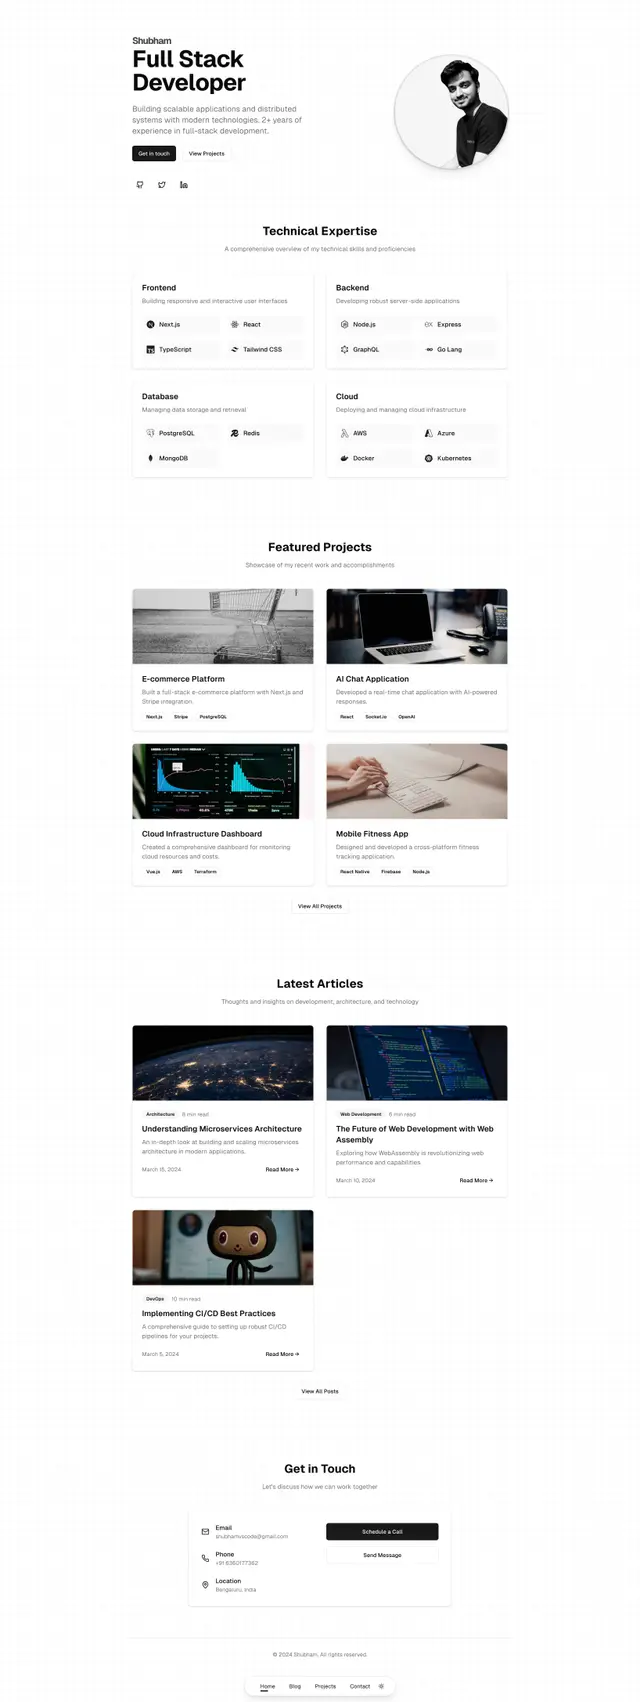 Shubham
Full Stack
Developer
Building scalable applications and distributed
systems with modern technologies. 2+ years of
experience in full-stack development.
Get in touch
View Projects
Technical Expertise
A comprehensive overview of my technical skills and proficiencies
Frontend
Building responsive and interactive user interfaces
Next.js
React
TypeScript
Tailwind CSS
Backend
Developing robust server-side applications
Node.js
Express
GraphQL
Go Lang
Database
Managing data storage and retrieval
PostgreSQL
Redis
MongoDB
Cloud
Deploying and managing cloud infrastructure
AWS
Azure
Docker
Kubernetes
Featured Projects
Showcase of my recent work and accomplishments
E-commerce Platform
Built a full-stack e-commerce platform with Next.js and
Stripe integration.
Next.js Stripe PostgreSQL
AI Chat Application
Developed a real-time chat application with AI-powered
responses.
React Socket.io OpenAI
Cloud Infrastructure Dashboard
Created a comprehensive dashboard for monitoring
cloud resources and costs.
Vue.js AWS Terraform
Mobile Fitness App
Designed and developed a cross-platform fitness
tracking application.
React Native Firebase Node.js
View All Projects
Latest Articles
Thoughts and insights on development, architecture, and technology
Architecture 8 min read
Understanding Microservices Architecture
An in-depth look at building and scaling microservices
architecture in modern applications.
March 15, 2024 Read More →
Web Development 6 min read
The Future of Web Development with Web
Assembly
Exploring how WebAssembly is revolutionizing web
performance and capabilities
March 10, 2024 Read More →
DevOps 10 min read
Implementing CI/CD Best Practices
A comprehensive guide to setting up robust CI/CD
pipelines for your projects.
March 5, 2024 Read More →
View All Posts
Get in Touch
Let's discuss how we can work together
Email
shubhamvscode@gmail.com
Phone
+91 6360177362
Location
Bengaluru, India
Schedule a Call
Send Message
© 2024 Shubham. All rights reserved.
Home Blog Projects Contact